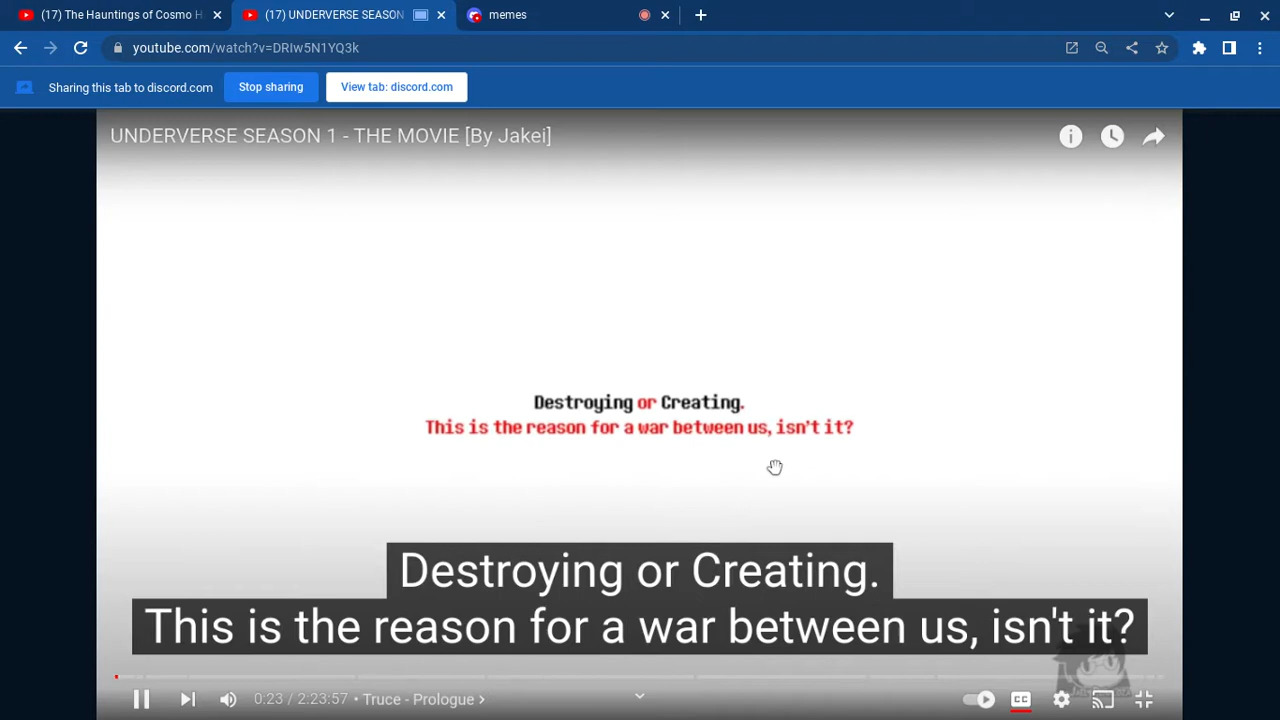 (17) The Hauntings of Cosmo H
(17) UNDERVERSE SEASON
memes
youtube.com/watch?v=DRIw5N1YQ3k
Sharing this tab to discord.com
Stop sharing
View tab: discord.com
UNDERVERSE SEASON 1 - THE MOVIE [By Jakei]
Destroying or Creating.
This is the reason for a war between us, isn't it?
Destroying or Creating.
This is the reason for a war between us, isn't it?
0:23 / 2:23:57 • Truce - Prologue
CC